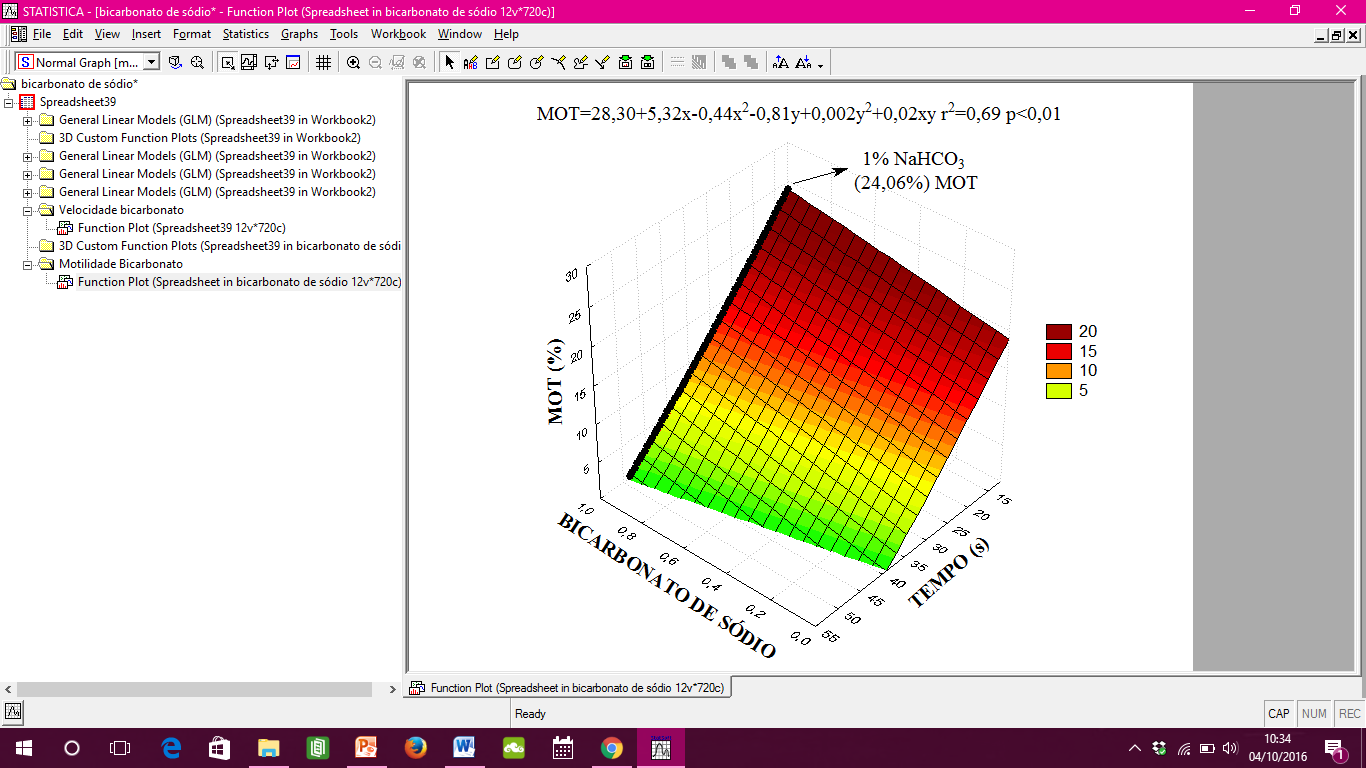 STATISTICA - [bicarbonato de sódio* - Function Plot (Spreadsheet in bicarbonato de sódio 12v*720c)]
File Edit View Insert Format Statistics Graphs Tools Workbook Window Help
Normal Graph [m...
bicarbonato de sódio*
Spreadsheet39
General Linear Models (GLM) (Spreadsheet39 in Workbook2)
3D Custom Function Plots (Spreadsheet39 in Workbook2)
General Linear Models (GLM) (Spreadsheet39 in Workbook2)
General Linear Models (GLM) (Spreadsheet39 in Workbook2)
General Linear Models (GLM) (Spreadsheet39 in Workbook2)
Velocidade bicarbonato
Function Plot (Spreadsheet39 12v*720c)
3D Custom Function Plots (Spreadsheet39 in bicarbonato de sódi
Motilidade Bicarbonato
Function Plot (Spreadsheet in bicarbonato de sódio 12v*720c)
MOT=28,30+5,32x-0,44x²-0,81y+0,002y²+0,02xy r²=0,69 p<0,01
1% NaHCO₃
(24,06%) MOT
MOT (%)
30
25
20
15
10
5
1,0
0,8
0,6
0,4
0,2
0,0
BICARBONATO DE SÓDIO
15
20
25
30
35
40
45
50
55
TEMPO (s)
20
15
10
5
Function Plot (Spreadsheet in bicarbonato de sódio 12v*720c)
Ready
CAP NUM REC
10:34
04/10/2016
1